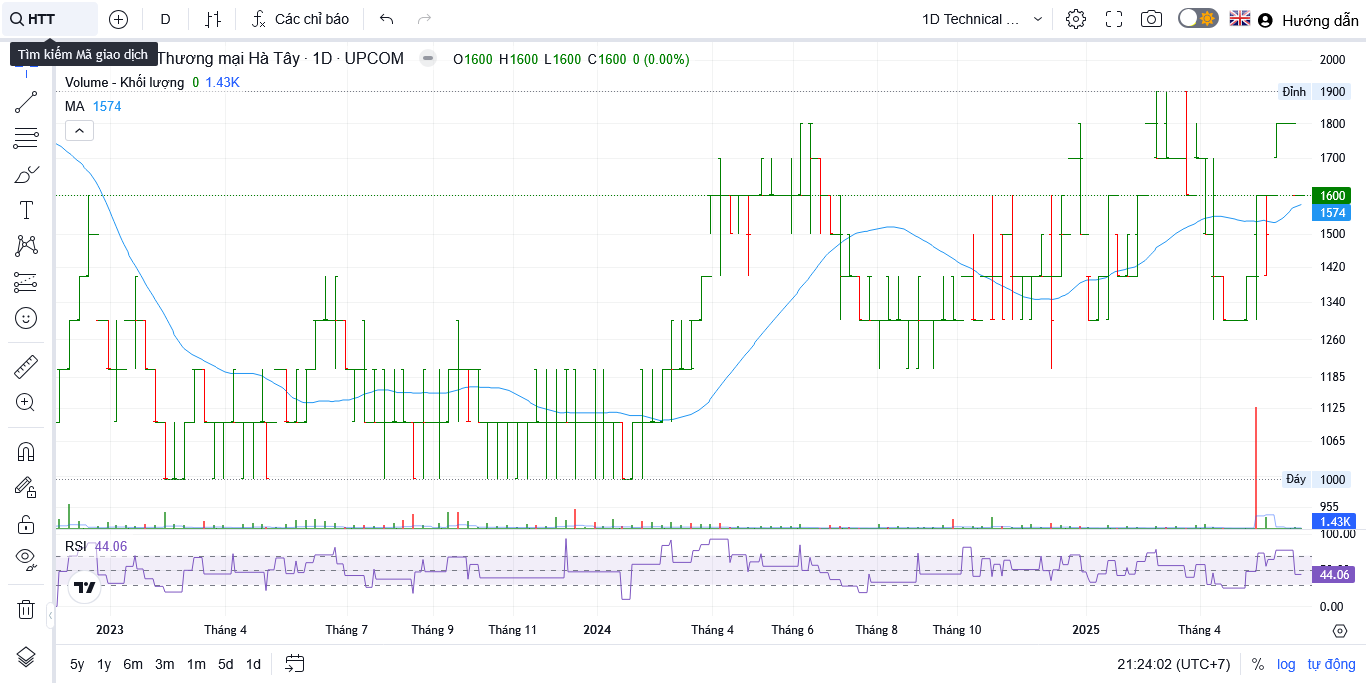 HTT
D
Các chỉ báo
1D Technical ...
Hướng dẫn
Tìm kiếm Mã giao dịch
Thương mại Hà Tây · 1D · UPCOM
O1600 H1600 L1600 C1600 0 (0.00%)
Volume - Khối lượng 0 1.43K
MA 1574
2000
Đỉnh 1900
1800
1700
1600
1574
1500
1420
1340
1260
1185
1125
1065
Đáy 1000
955
1.43K
100.00
RSI 44.06
44.06
0.00
2023 Tháng 4 Tháng 7 Tháng 9 Tháng 11 2024 Tháng 4 Tháng 6 Tháng 8 Tháng 10 2025 Tháng 4
5y 1y 6m 3m 1m 5d 1d
21:24:02 (UTC+7) % log tự động